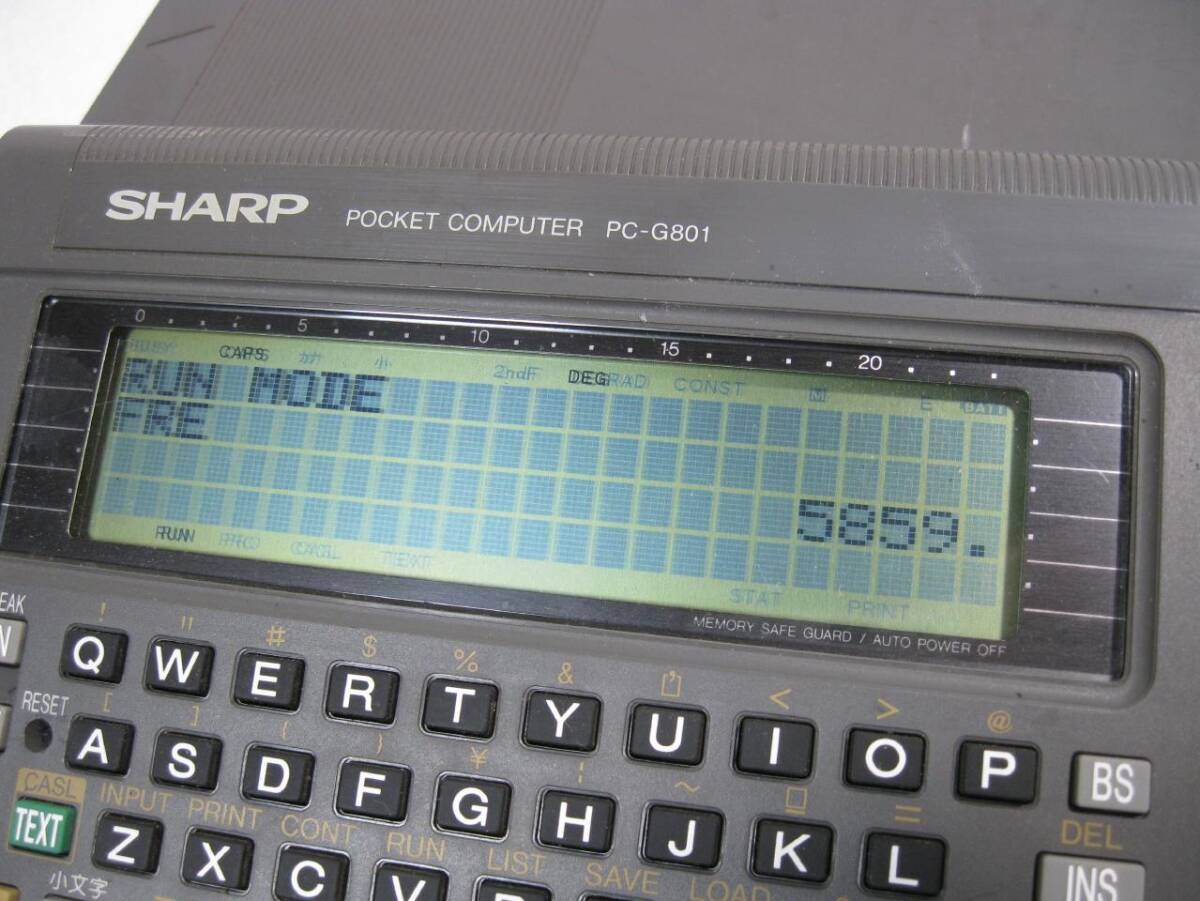 SHARP POCKET COMPUTER PC-G801
0 5 10 15 20
CAPS カナ 小 2ndF DEG RAD CONST M E BATT
RUN MODE
FRE
5859.
RUN PRO CASL TEXT STAT PRINT
MEMORY SAFE GUARD / AUTO POWER OFF
! " # $ % & < > @
Q W E R T Y U I O P BS
RESET [ ] ( ) ¥ ¦ ~ □ = DEL
A S D F G H J K L INS
CASL INPUT PRINT CONT RUN LIST SAVE LOAD
TEXT Z X C V
小文字